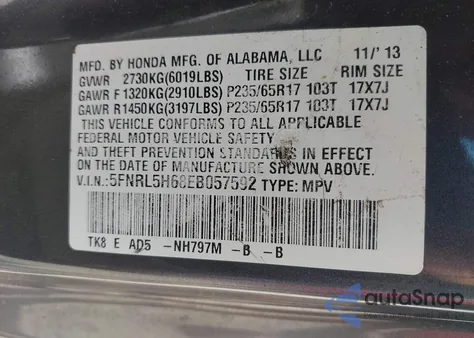 MFD. BY HONDA MFG. OF ALABAMA, LLC 11/'13
GVWR 2730KG(6019LBS) TIRE SIZE RIM SIZE
GAWR F 1320KG(2910LBS) P235/65R17 103T 17X7J
GAWR R1450KG(3197LBS) P235/65R17 103T 17X7J
THIS VEHICLE CONFORMS TO ALL APPLICABLE
FEDERAL MOTOR VEHICLE SAFETY
AND THEFT PREVENTION STANDARDS IN EFFECT
ON THE DATE OF MANUFACTURE SHOWN ABOVE.
V.I.N.: TYPE: MPV
TK8 E AD5 -NH797M -B -B
autoSnap